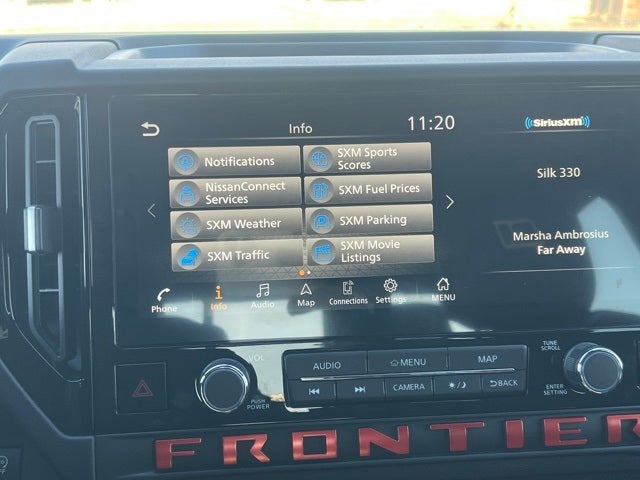 Info
11:20
SiriusXM
Notifications
SXM Sports
Scores
NissanConnect
Services
SXM Fuel Prices
SXM Weather
SXM Parking
SXM Traffic
SXM Movie
Listings
Silk 330
Marsha Ambrosius
Far Away
Phone
Info
Audio
Map
Connections
Settings
MENU
VOL
AUDIO
MENU
MAP
TUNE
SCROLL
CAMERA
BACK
PUSH
POWER
ENTER
SETTING
FRONTIER
OFF